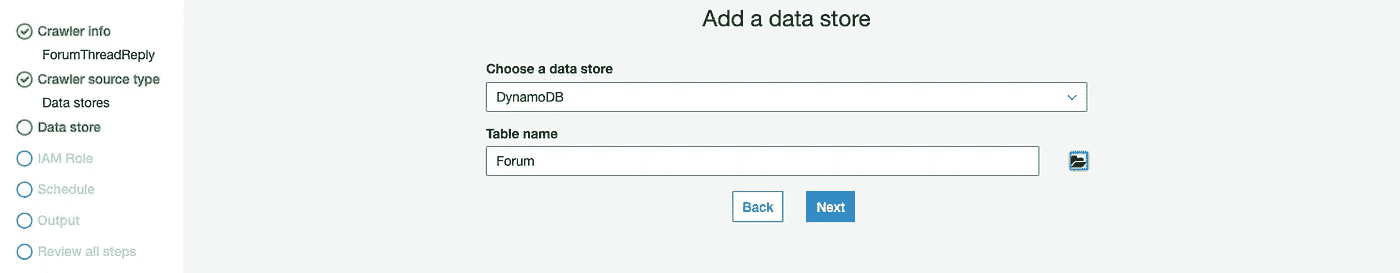 Crawler info
ForumThreadReply
Crawler source type
Data stores
Data store
IAM Role
Schedule
Output
Review all steps
Add a data store
Choose a data store
DynamoDB
Table name
Forum
Back Next